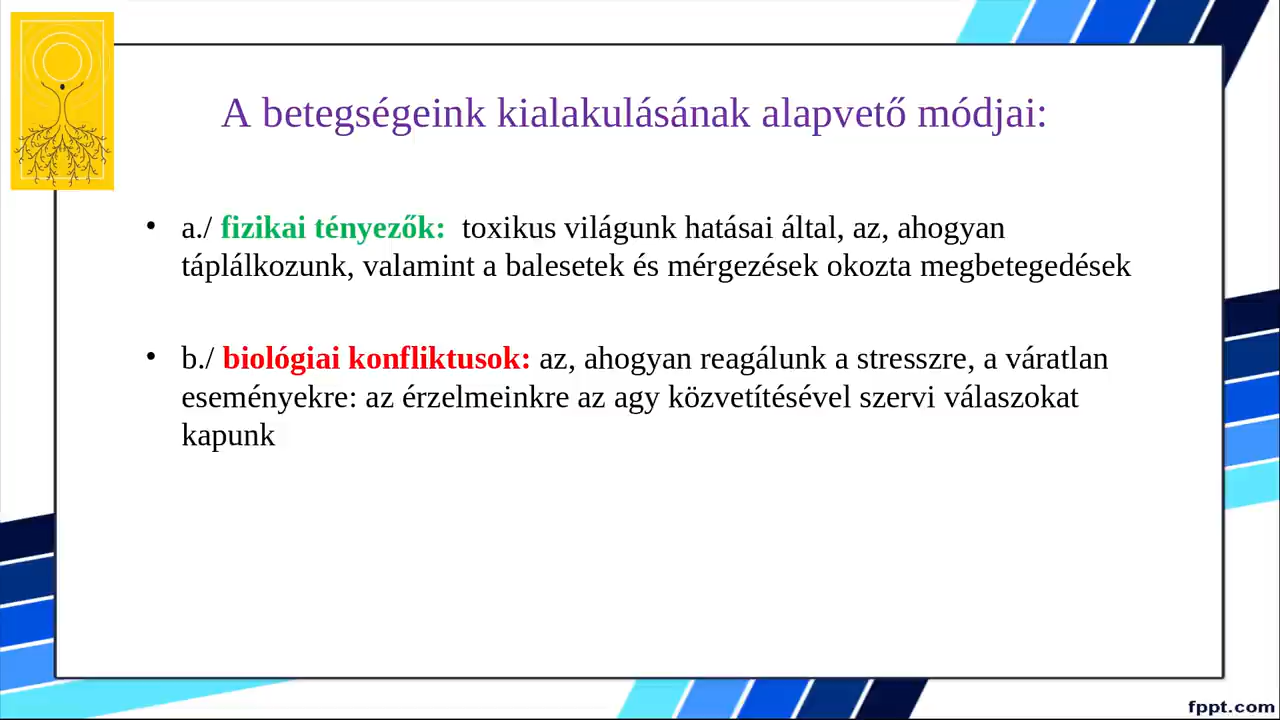 A betegségeink kialakulásának alapvető módjai:
• a./ fizikai tényezők:  toxikus világunk hatásai által, az, ahogyan
táplálkozunk, valamint a balesetek és mérgezések okozta megbetegedések
• b./ biológiai konfliktusok: az, ahogyan reagálunk a stresszre, a váratlan
eseményekre: az érzelmeinkre az agy közvetítésével szervi válaszokat
kapunk
fppt.com